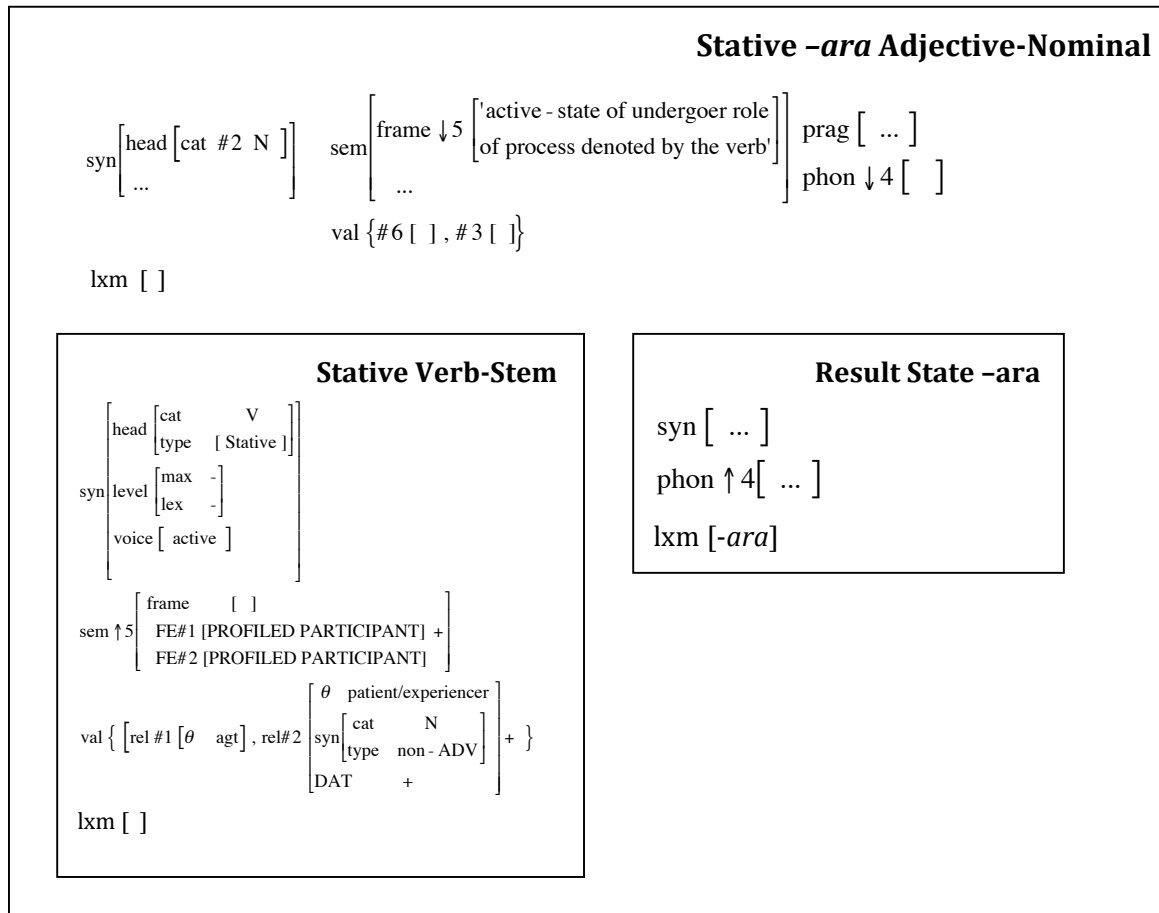 Stative –ara Adjective-Nominal
syn [ head [ cat #2 N ]
...
]
sem [ frame ↓5 [ 'active - state of undergoer role
of process denoted by the verb' ]
...
]
prag [ ... ]
phon ↓4 [ ]
val { #6 [ ] , #3 [ ] }
lxm [ ]
Stative Verb-Stem
syn [ head [ cat V
type [ Stative ] ]
level [ max -
lex - ]
voice [ active ]
]
sem ↑5 [ frame [ ]
FE#1 [PROFILED PARTICIPANT] +
FE#2 [PROFILED PARTICIPANT] ]
val { [ rel #1 [ θ agt ] , rel#2 [ θ patient/experiencer
syn [ cat N
type non - ADV ]
DAT + ] + }
lxm [ ]
Result State –ara
syn [ ... ]
phon ↑4 [ ... ]
lxm [-ara]